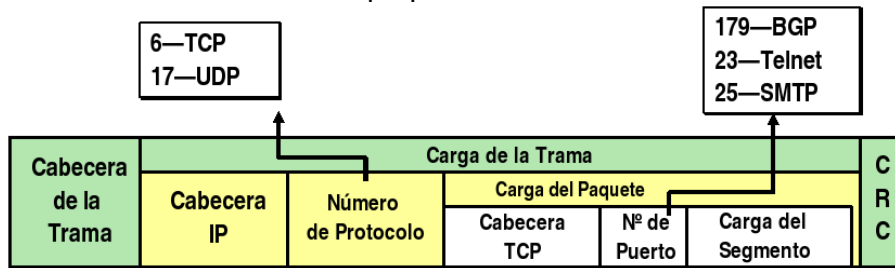 6—TCP
17—UDP
179—BGP
23—Telnet
25—SMTP
Cabecera
de la
Trama
Carga de la Trama
Cabecera
IP
Número
de Protocolo
Carga del Paquete
Cabecera
TCP
Nº de
Puerto
Carga del
Segmento
C
R
C